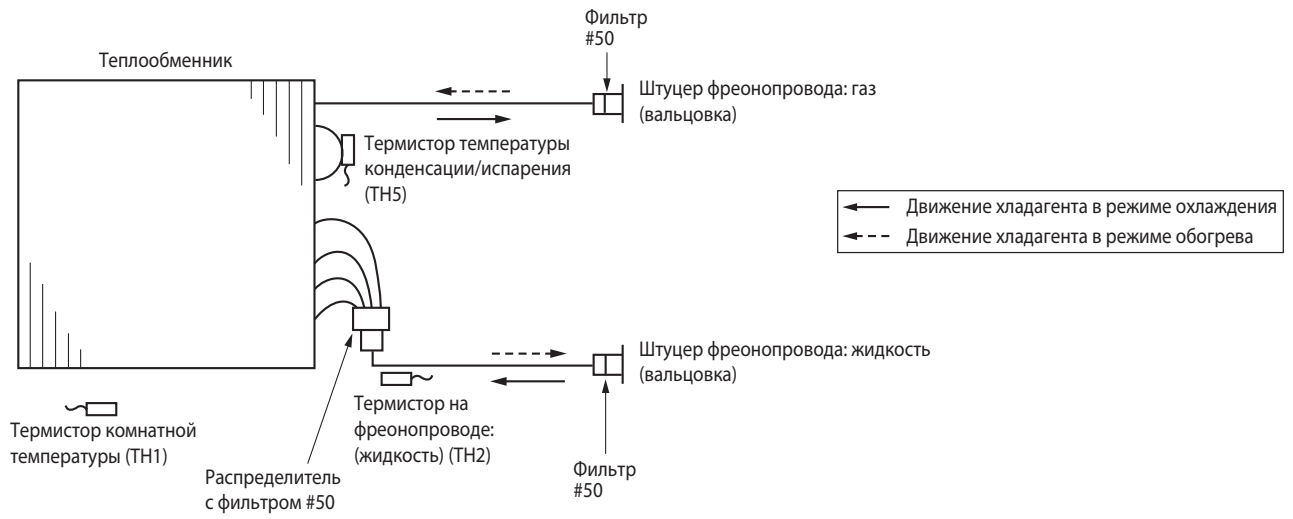 Фильтр
#50
Теплообменник
Штуцер фреонопровода: газ
(вальцовка)
Термистор температуры
конденсации/испарения
(TH5)
Движение хладагента в режиме охлаждения
Движение хладагента в режиме обогрева
Штуцер фреонопровода: жидкость
(вальцовка)
Термистор комнатной
температуры (TH1)
Термистор на
фреонопроводе:
(жидкость) (TH2)
Распределитель
с фильтром #50
Фильтр
#50